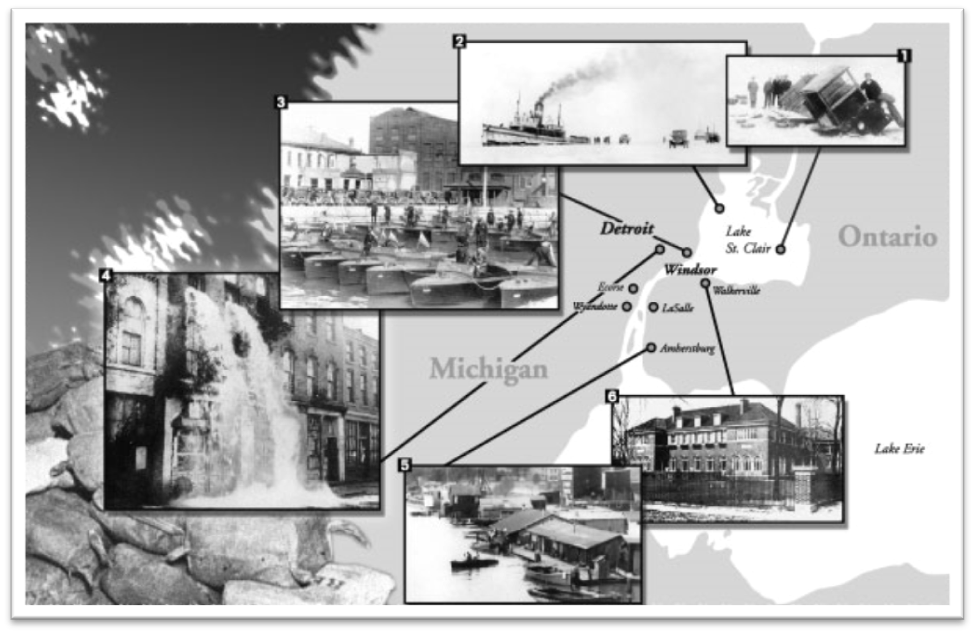 2
1
3
Detroit
Lake
St. Clair
Ontario
4
Windsor
Ecorse
Walkerville
Wyandotte
LaSalle
Amherstburg
Michigan
6
Lake Erie
5